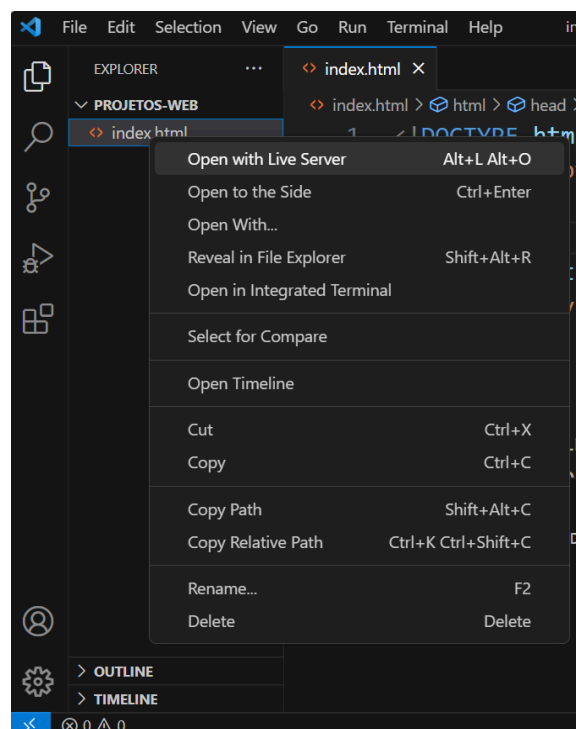 File Edit Selection View Go Run Terminal Help in
EXPLORER ··· <> index.html ×
PROJETOS-WEB <> index.html > html > head >
<> index.html 1 <!DOCTYPE htm
Open with Live Server Alt+L Alt+O
Open to the Side Ctrl+Enter
Open With...
Reveal in File Explorer Shift+Alt+R
Open in Integrated Terminal
Select for Compare
Open Timeline
Cut Ctrl+X
Copy Ctrl+C
Copy Path Shift+Alt+C
Copy Relative Path Ctrl+K Ctrl+Shift+C
Rename... F2
Delete Delete
OUTLINE
TIMELINE
0 0